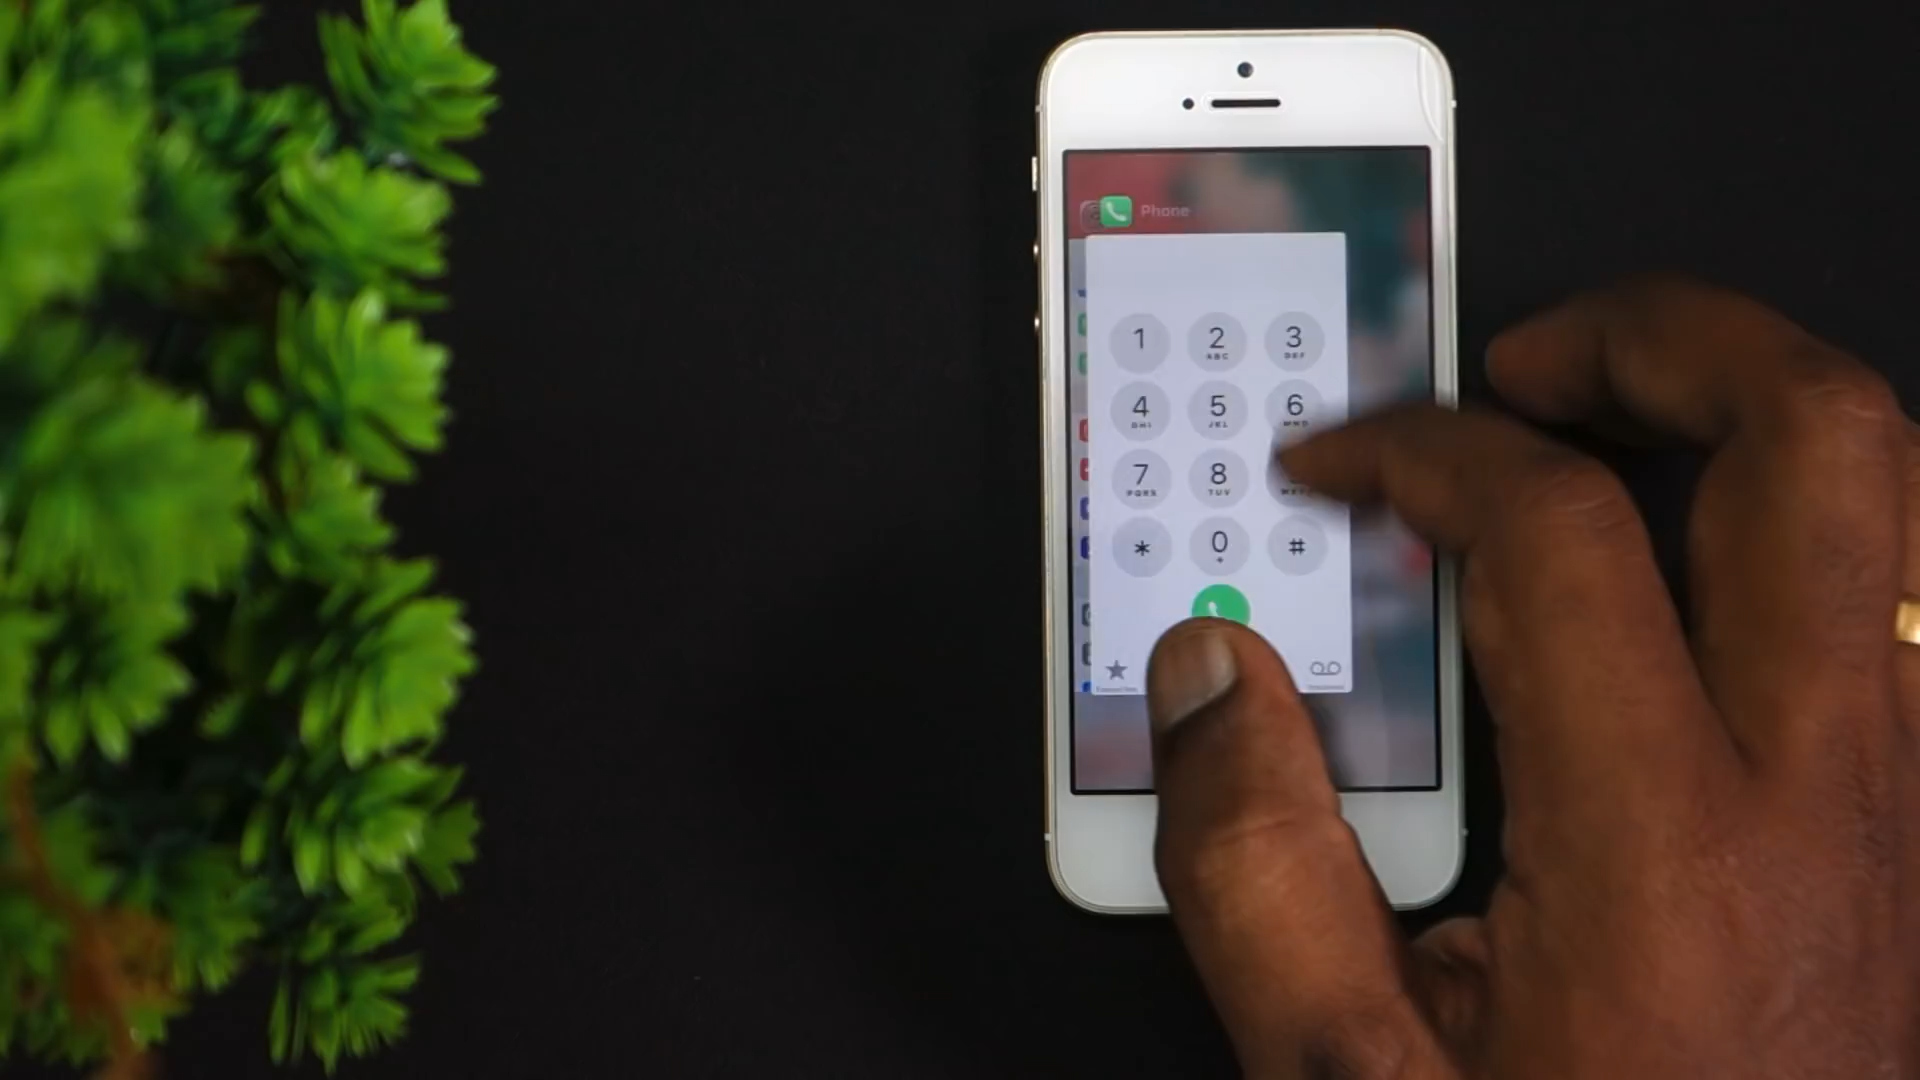 Phone
1 2 3
ABC DEF
4 5 6
GHI JKL MNO
7 8
PQRS TUV
* 0 #
+